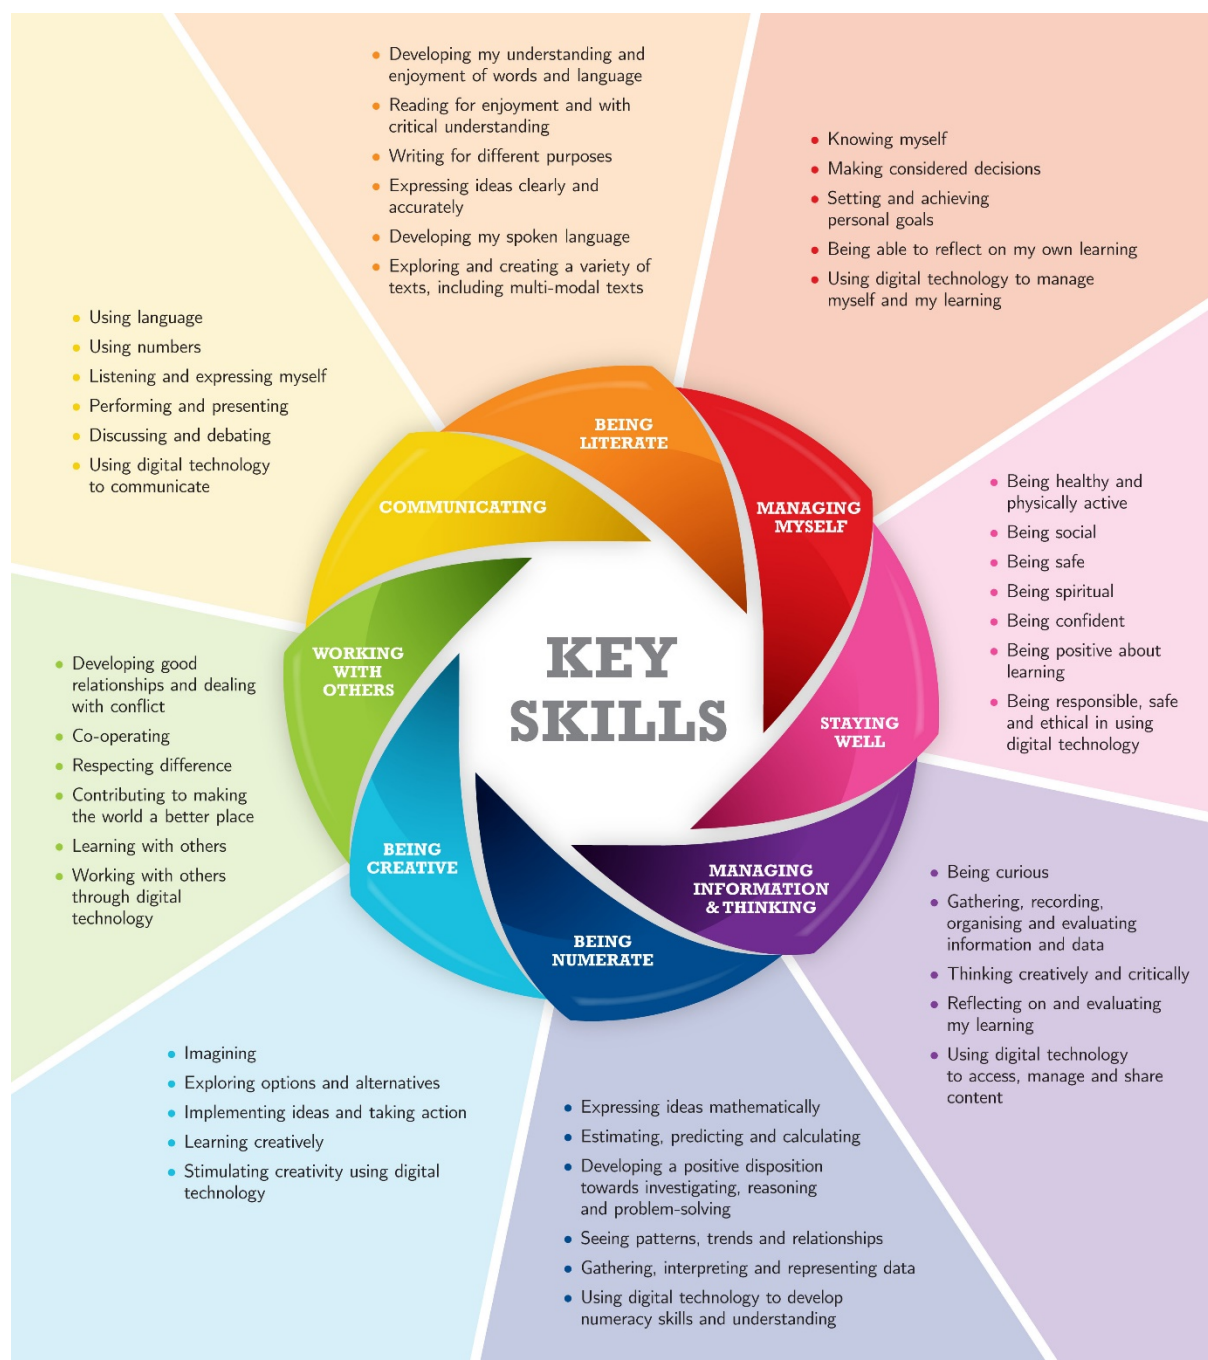 • Developing my understanding and
enjoyment of words and language
• Reading for enjoyment and with
critical understanding
• Writing for different purposes
• Expressing ideas clearly and
accurately
• Developing my spoken language
• Exploring and creating a variety of
texts, including multi-modal texts
• Knowing myself
• Making considered decisions
• Setting and achieving
personal goals
• Being able to reflect on my own learning
• Using digital technology to manage
myself and my learning
• Using language
• Using numbers
• Listening and expressing myself
• Performing and presenting
• Discussing and debating
• Using digital technology
to communicate
BEING
LITERATE
COMMUNICATING
MANAGING
MYSELF
• Being healthy and
physically active
• Being social
• Being safe
• Being spiritual
• Being confident
• Being positive about
learning
• Being responsible, safe
and ethical in using
digital technology
WORKING
WITH
OTHERS
KEY
SKILLS
STAYING
WELL
• Developing good
relationships and dealing
with conflict
• Co-operating
• Respecting difference
• Contributing to making
the world a better place
• Learning with others
• Working with others
through digital
technology
BEING
CREATIVE
MANAGING
INFORMATION
& THINKING
BEING
NUMERATE
• Being curious
• Gathering, recording,
organising and evaluating
information and data
• Thinking creatively and critically
• Reflecting on and evaluating
my learning
• Using digital technology
to access, manage and share
content
• Imagining
• Exploring options and alternatives
• Implementing ideas and taking action
• Learning creatively
• Stimulating creativity using digital
technology
• Expressing ideas mathematically
• Estimating, predicting and calculating
• Developing a positive disposition
towards investigating, reasoning
and problem-solving
• Seeing patterns, trends and relationships
• Gathering, interpreting and representing data
• Using digital technology to develop
numeracy skills and understanding